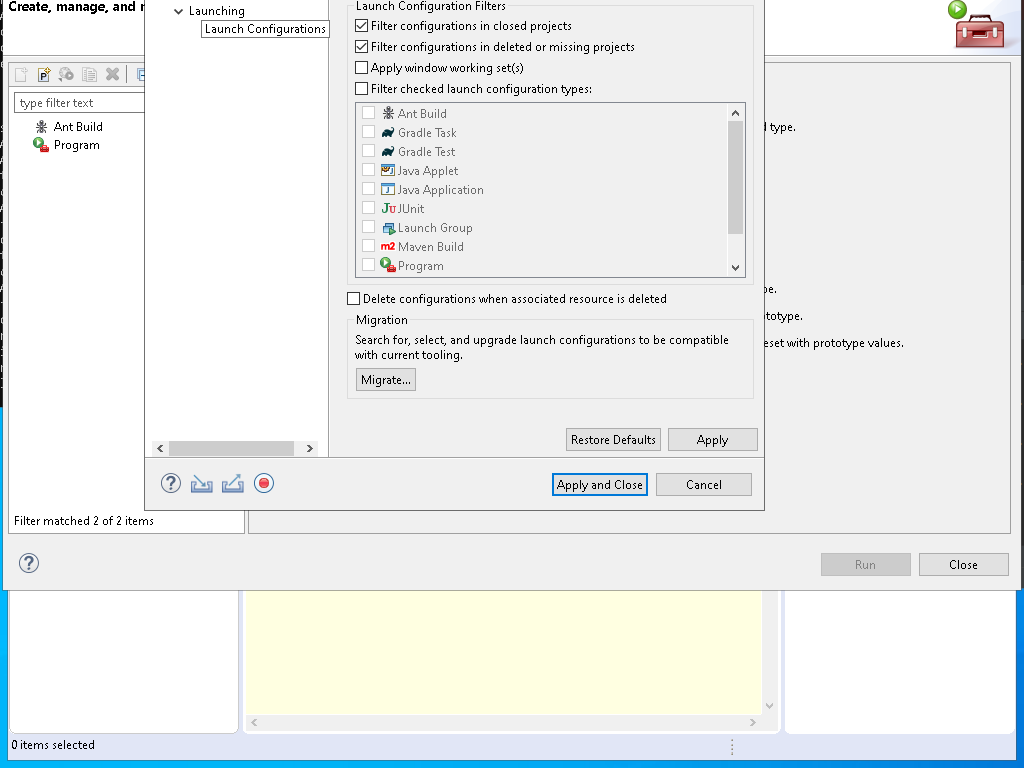 Create, manage, and r
Launching
Launch Configurations
Launch Configuration Filters
Filter configurations in closed projects
Filter configurations in deleted or missing projects
Apply window working set(s)
Filter checked launch configuration types:
Ant Build
Gradle Task
Gradle Test
Java Applet
Java Application
JUnit
Launch Group
Maven Build
Program
Delete configurations when associated resource is deleted
Migration
Search for, select, and upgrade launch configurations to be compatible
with current tooling.
Migrate...
Restore Defaults
Apply
Apply and Close
Cancel
type filter text
Ant Build
Program
Filter matched 2 of 2 items
type.
pe.
totype.
eset with prototype values.
Run
Close
0 items selected